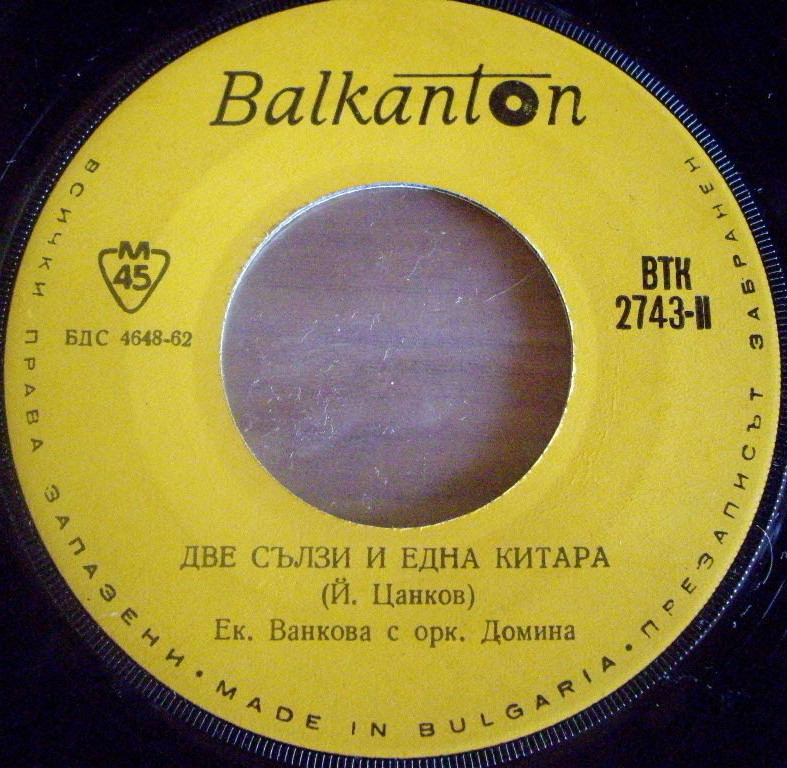 Balkanton
М
45
БДС 4648-62
ВТК
2743-II
ДВЕ СЪЛЗИ И ЕДНА КИТАРА
(Й. Цанков)
Ек. Ванкова с орк. Домина
ВСИЧКИ ПРАВА ЗАПАЗЕНИ • MADE IN BULGARIA • ПРЕЗАПИСЪТ ЗАБРАНЕН